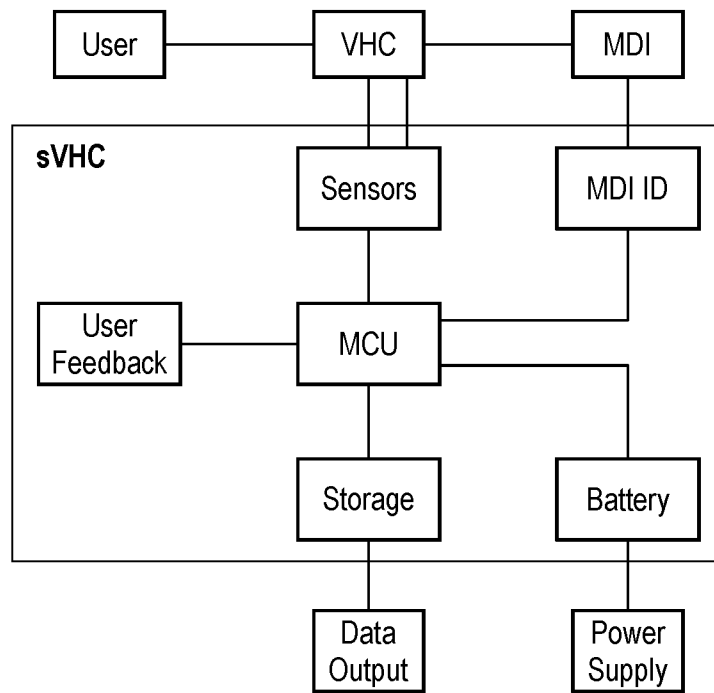 User
VHC
MDI
sVHC
Sensors
MDI ID
User
Feedback
MCU
Storage
Battery
Data
Output
Power
Supply